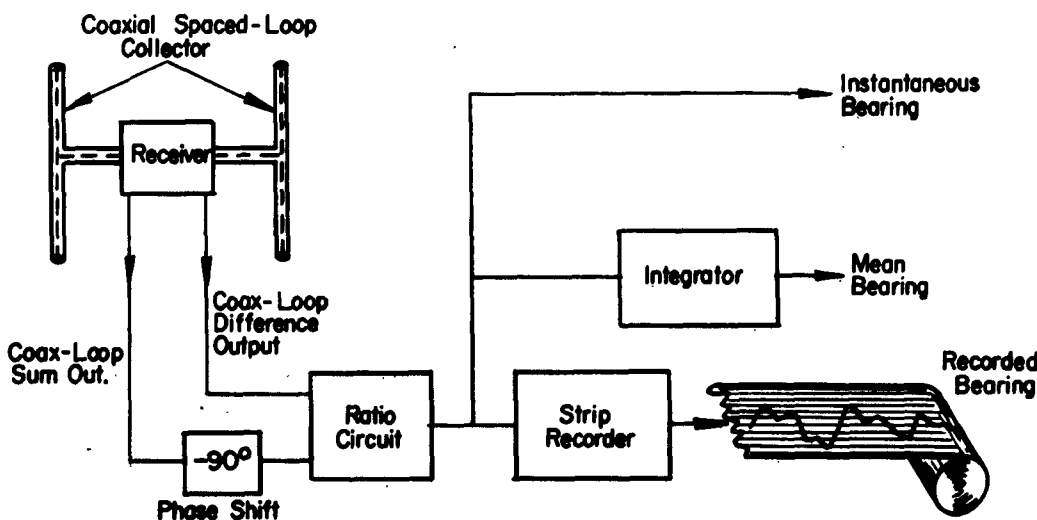 Coaxial Spaced-Loop
Collector
Receiver
Instantaneous
Bearing
Integrator
Mean
Bearing
Coax-Loop
Difference
Output
Coax-Loop
Sum Out.
Ratio
Circuit
Strip
Recorder
Recorded
Bearing
-90°
Phase Shift